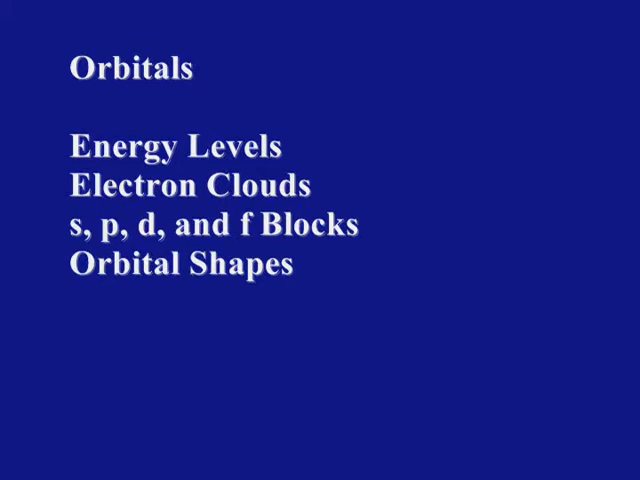 Orbitals
Energy Levels
Electron Clouds
s, p, d, and f Blocks
Orbital Shapes